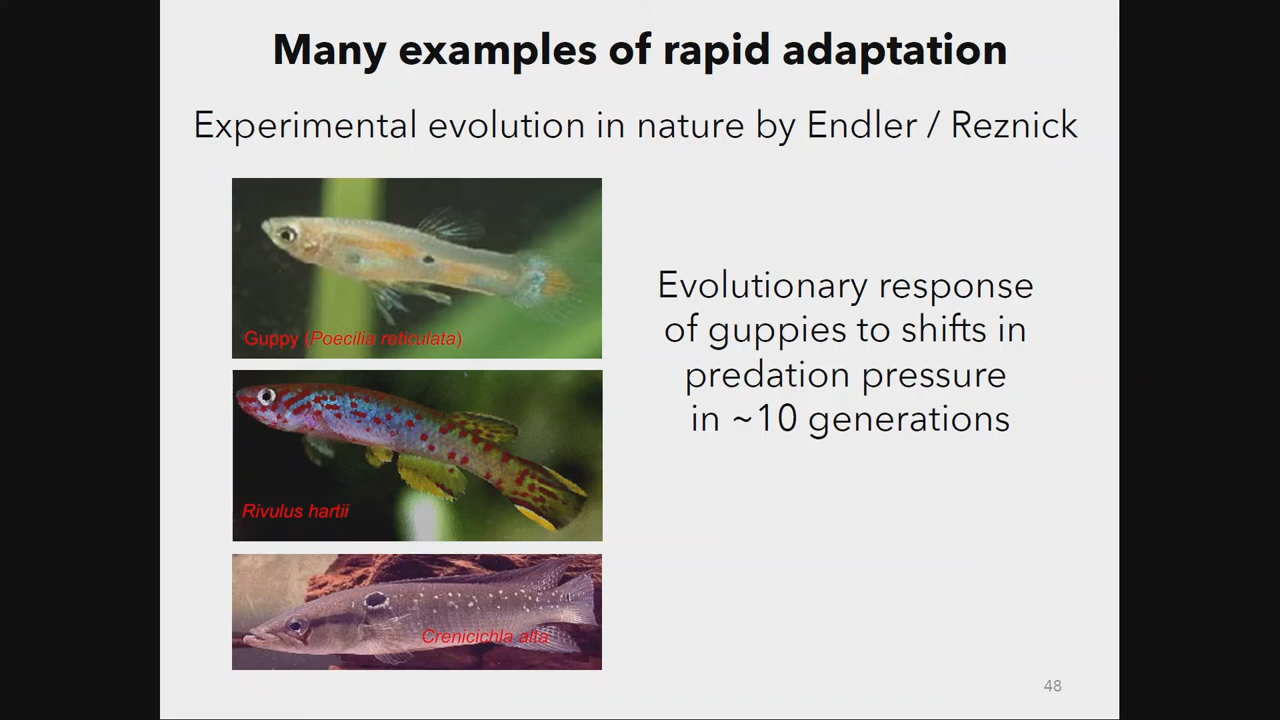 Many examples of rapid adaptation
Experimental evolution in nature by Endler / Reznick
Guppy (Poecilia reticulata)
Rivulus hartii
Crenicichla alta
Evolutionary response
of guppies to shifts in
predation pressure
in ~10 generations
48